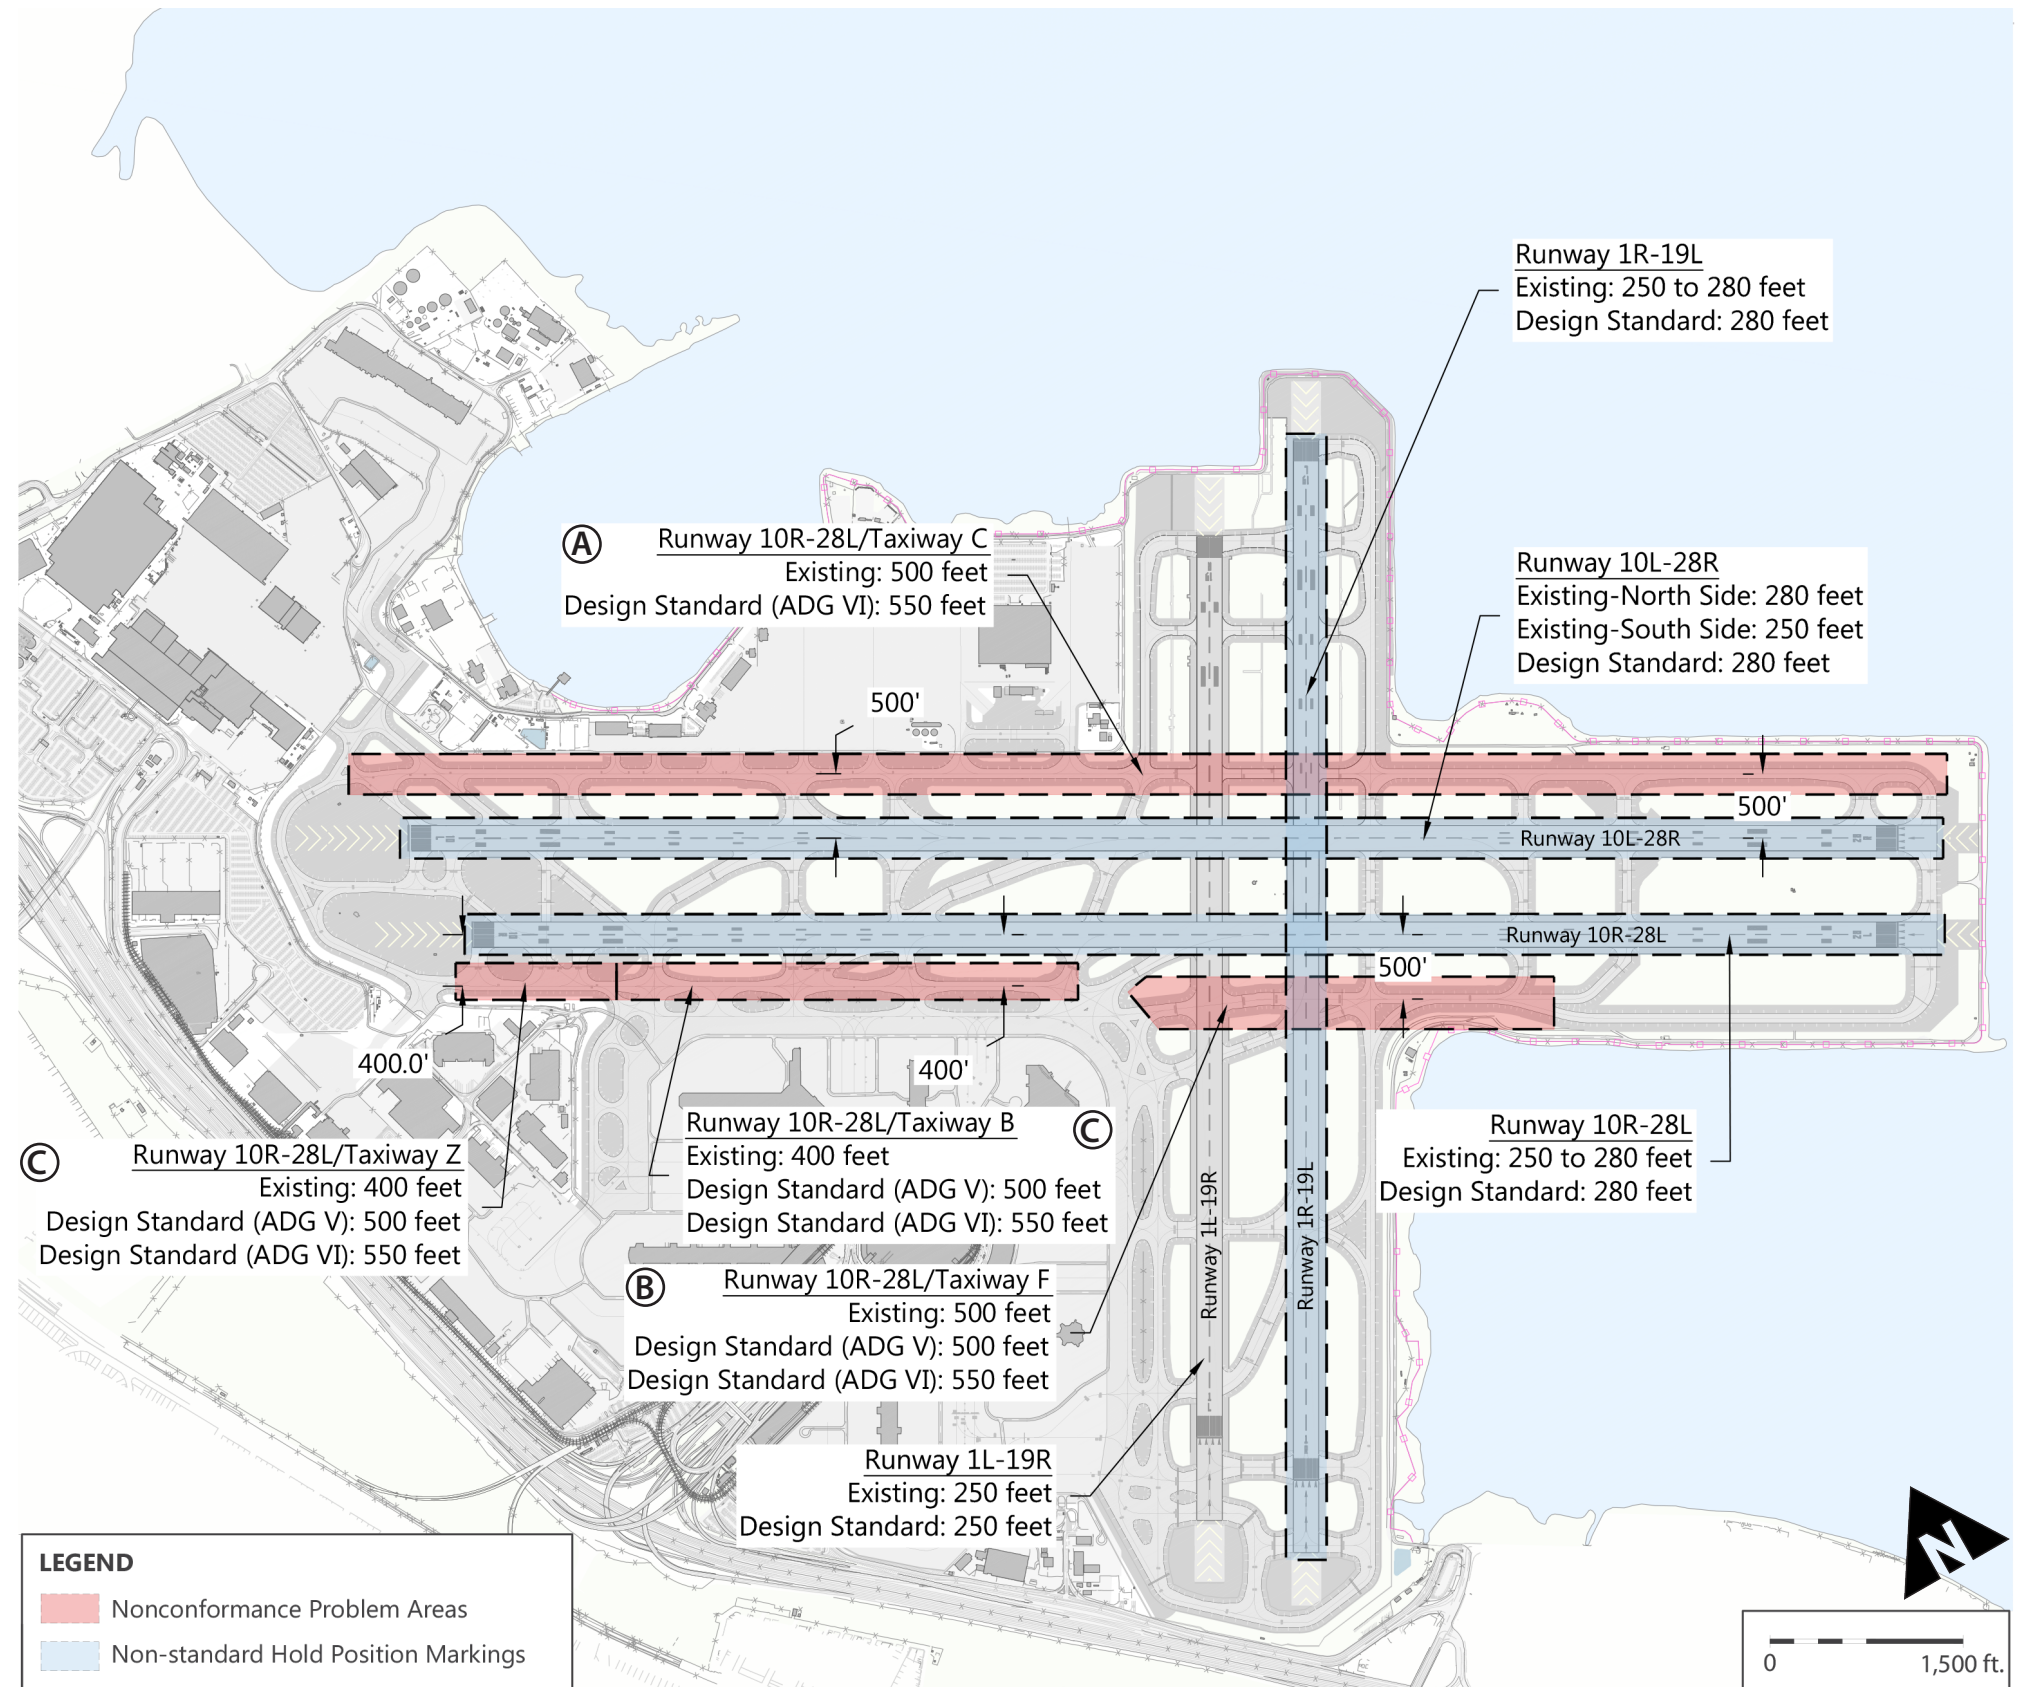 Runway 1R-19L
Existing: 250 to 280 feet
Design Standard: 280 feet
A
Runway 10R-28L/Taxiway C
Existing: 500 feet
Design Standard (ADG VI): 550 feet
Runway 10L-28R
Existing-North Side: 280 feet
Existing-South Side: 250 feet
Design Standard: 280 feet
500'
500'
Runway 10L-28R
Runway 10R-28L
500'
400.0'
400'
C
Runway 10R-28L/Taxiway Z
Existing: 400 feet
Design Standard (ADG V): 500 feet
Design Standard (ADG VI): 550 feet
Runway 10R-28L/Taxiway B
C
Existing: 400 feet
Design Standard (ADG V): 500 feet
Design Standard (ADG VI): 550 feet
Runway 10R-28L
Existing: 250 to 280 feet
Design Standard: 280 feet
Runway 1L-19R
Runway 1R-19L
B
Runway 10R-28L/Taxiway F
Existing: 500 feet
Design Standard (ADG V): 500 feet
Design Standard (ADG VI): 550 feet
Runway 1L-19R
Existing: 250 feet
Design Standard: 250 feet
LEGEND
Nonconformance Problem Areas
Non-standard Hold Position Markings
N
0 1,500 ft.